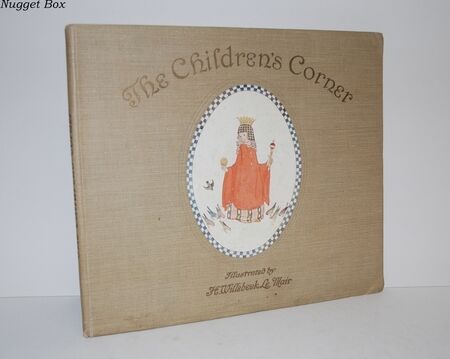 Nugget Box
The Children's Corner
Illustrated by
H. Willebeek Le Mair